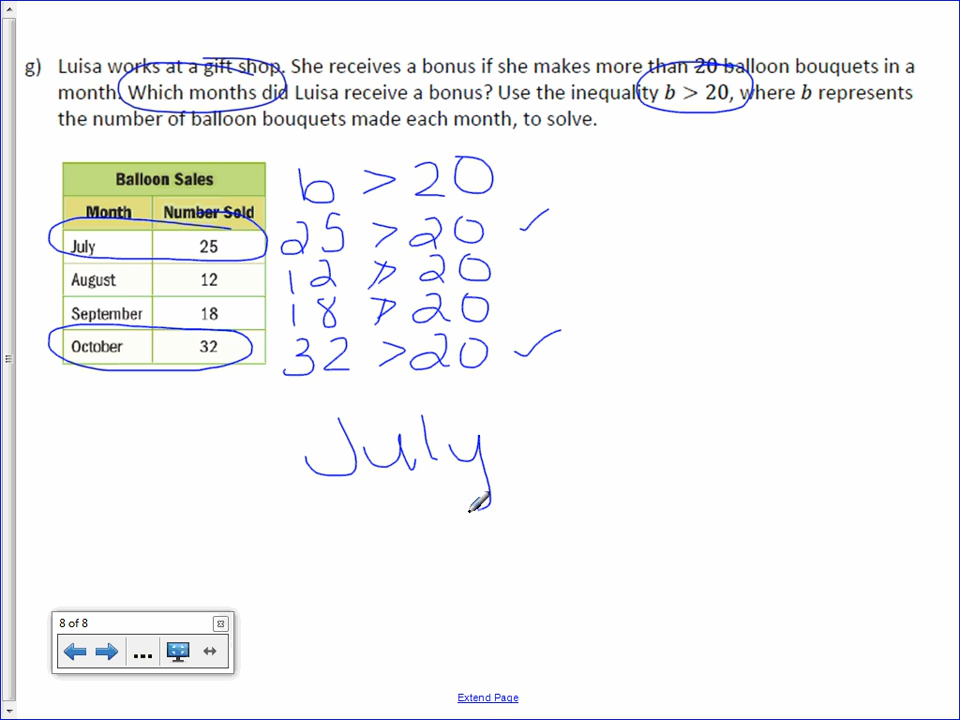 g) Luisa works at a gift shop. She receives a bonus if she makes more than 20 balloon bouquets in a
month. Which months did Luisa receive a bonus? Use the inequality b > 20, where b represents
the number of balloon bouquets made each month, to solve.
Balloon Sales
Month Number Sold
July 25
August 12
September 18
October 32
b > 20
25 > 20 ✓
12 ≯ 20
18 ≯ 20
32 > 20 ✓
July
8 of 8
...
Extend Page